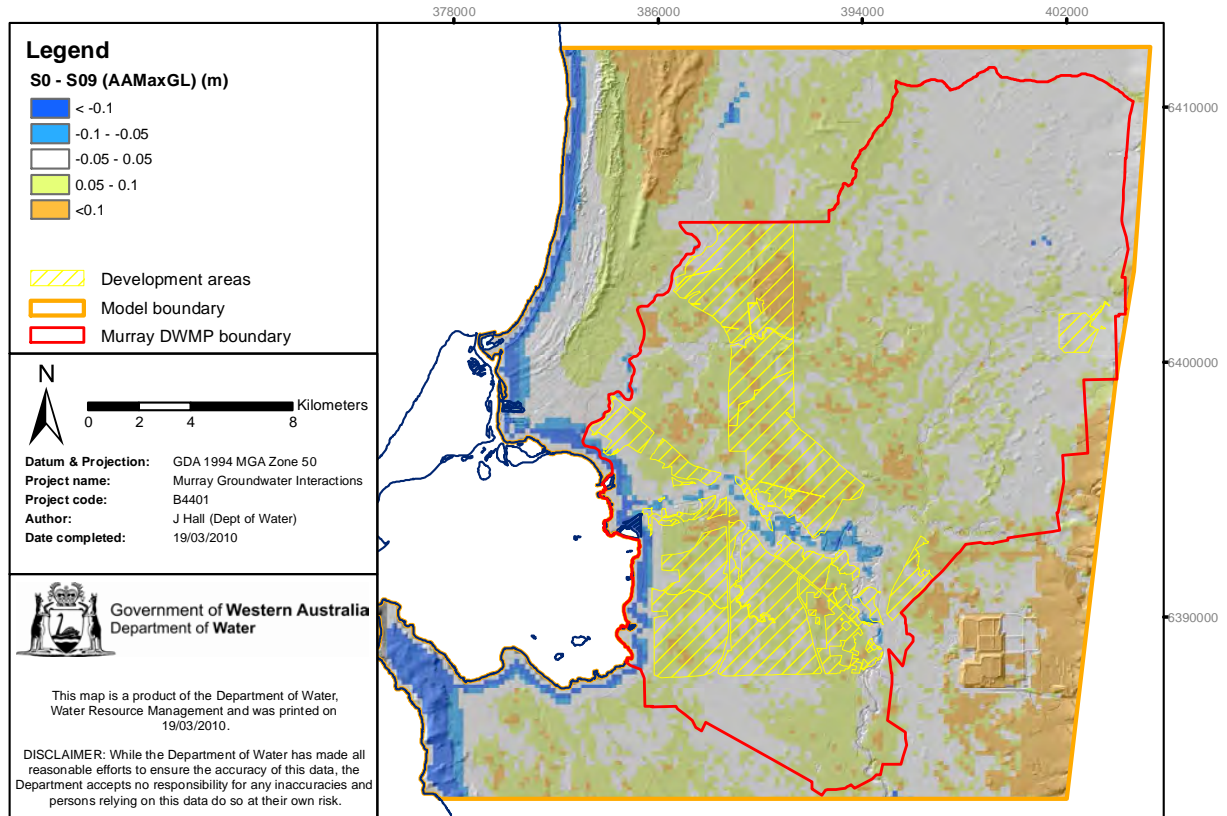 378000
386000
394000
402000
Legend
S0 - S09 (AAMaxGL) (m)
< -0.1
-0.1 - -0.05
-0.05 - 0.05
0.05 - 0.1
<0.1
Development areas
Model boundary
Murray DWMP boundary
N
Kilometers
0 2 4 8
Datum & Projection: GDA 1994 MGA Zone 50
Project name: Murray Groundwater Interactions
Project code: B4401
Author: J Hall (Dept of Water)
Date completed: 19/03/2010
Government of Western Australia
Department of Water
This map is a product of the Department of Water,
Water Resource Management and was printed on
19/03/2010.
DISCLAIMER: While the Department of Water has made all
reasonable efforts to ensure the accuracy of this data, the
Department accepts no responsibility for any inaccuracies and
persons relying on this data do so at their own risk.
6410000
6400000
6390000